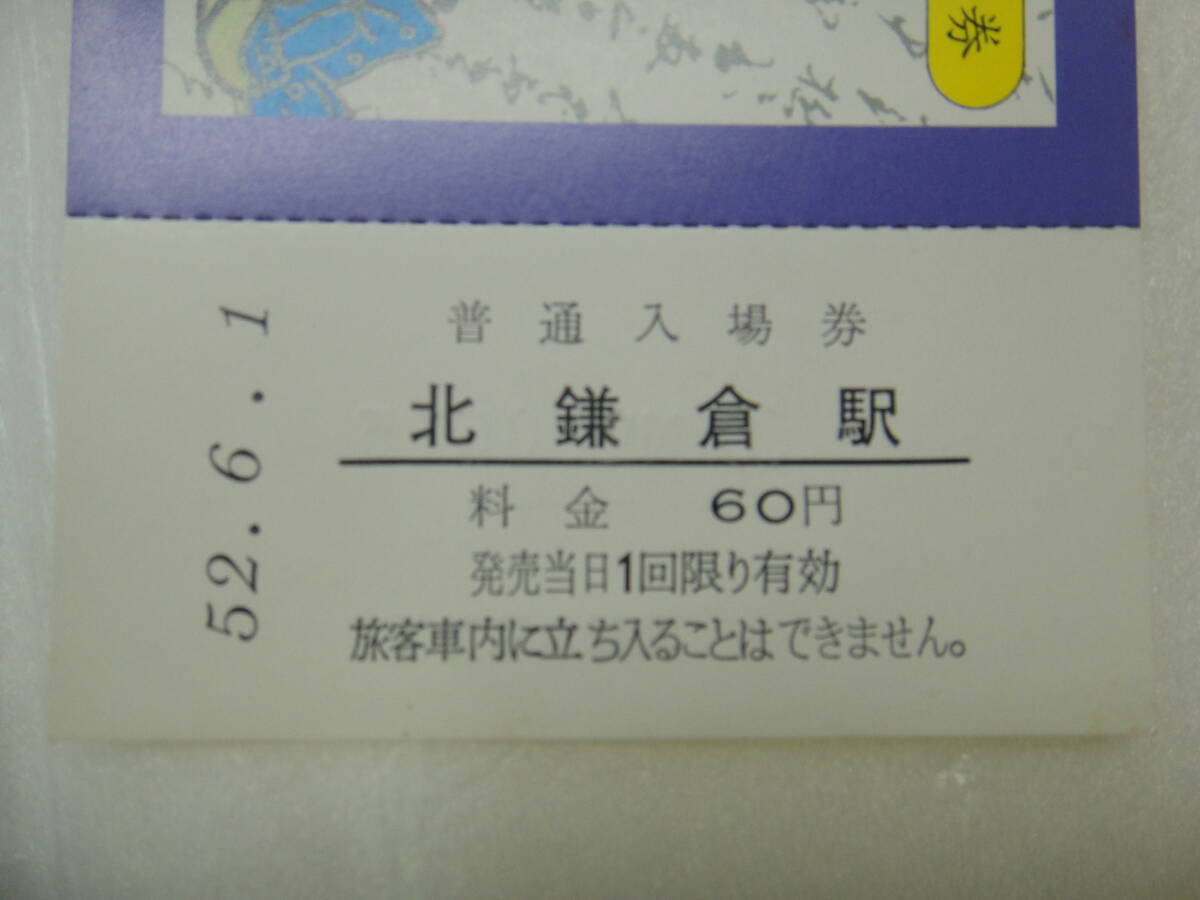 券
普通入場券
北鎌倉駅
料金 60円
発売当日1回限り有効
旅客車内に立ち入ることはできません。
52.6.1